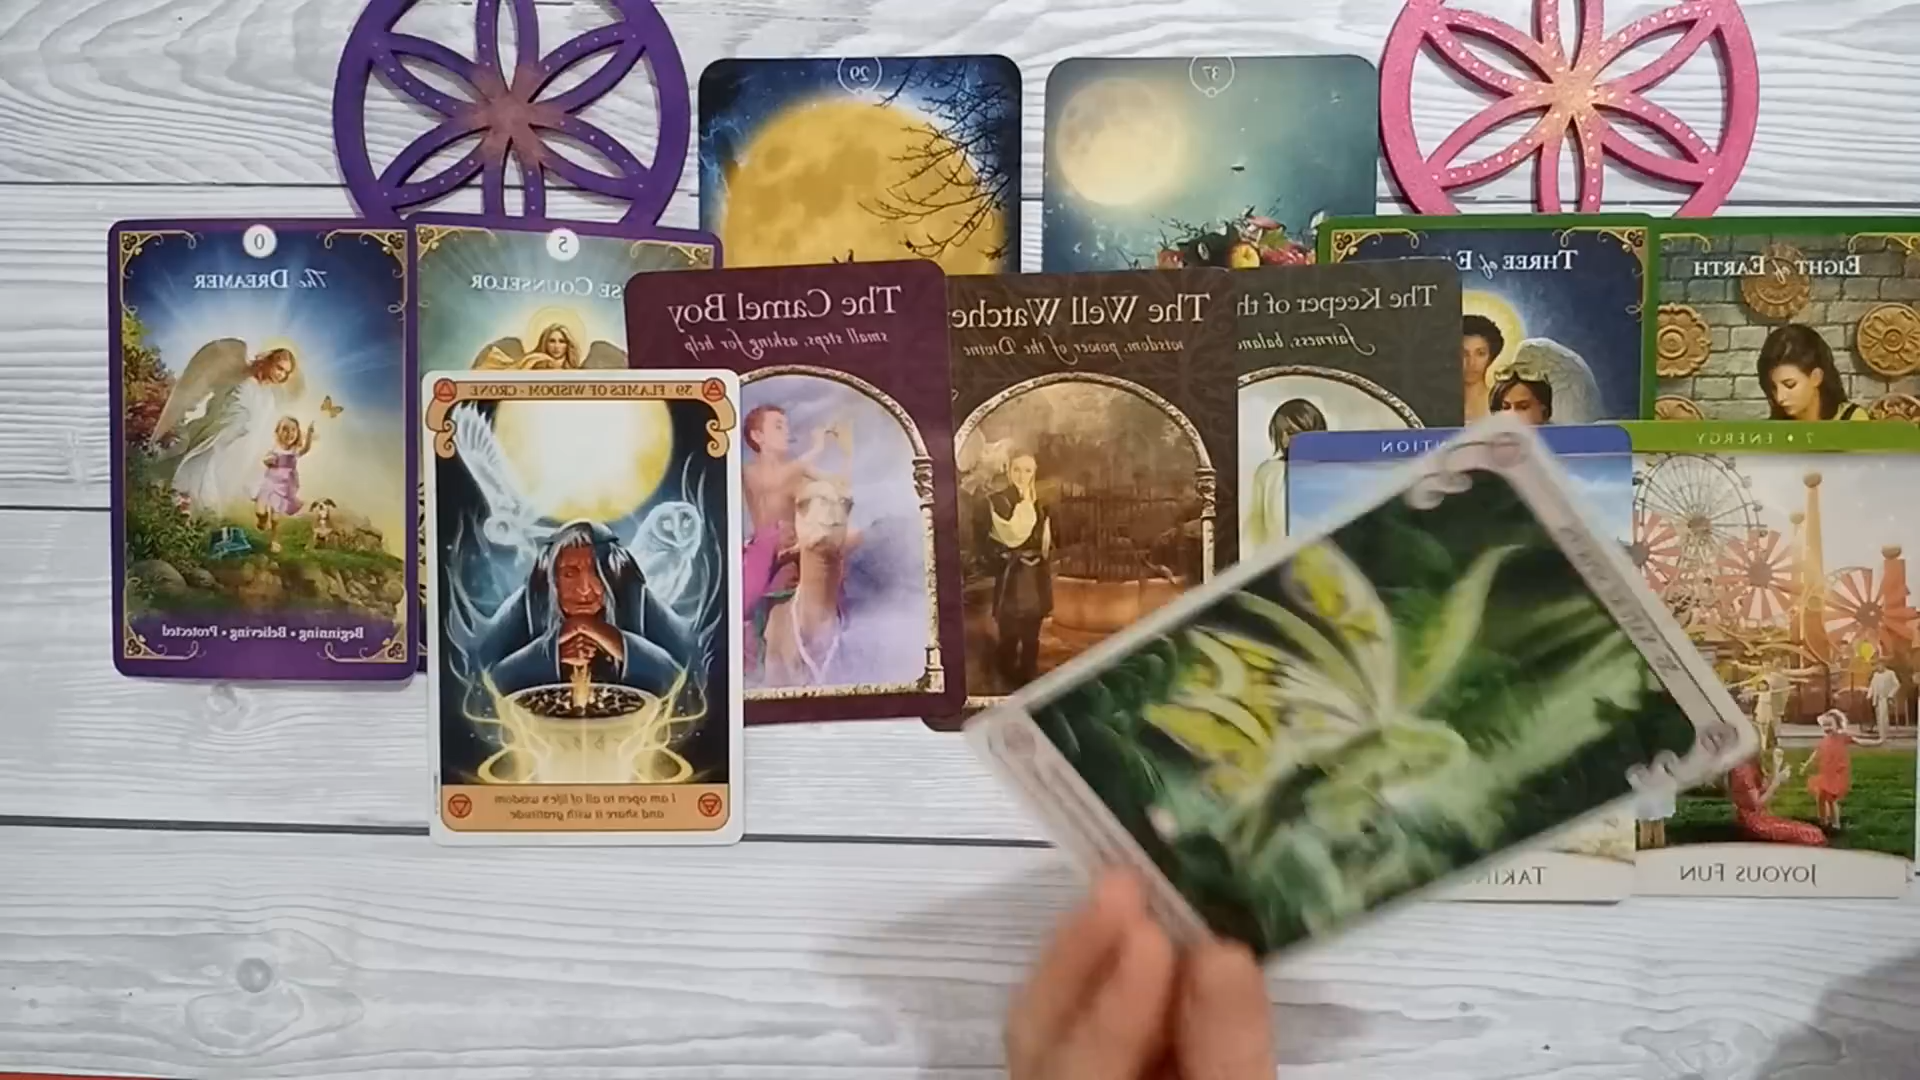 29
37
0
The DREAMER
5
SE COUNSELOR
The Camel Boy
small steps, asking for help
The Well Watche
wisdom, power of the Divine
The Keeper of th
fairness, balan
THREE of E
EIGHT of EARTH
39 FLAMES OF WISDOM - CRONE
NTION
7 • ENERGY
Beginning • Believing • Protected
I am open to all of life's wisdom
and share it with gratitude
TAKIN
JOYOUS FUN